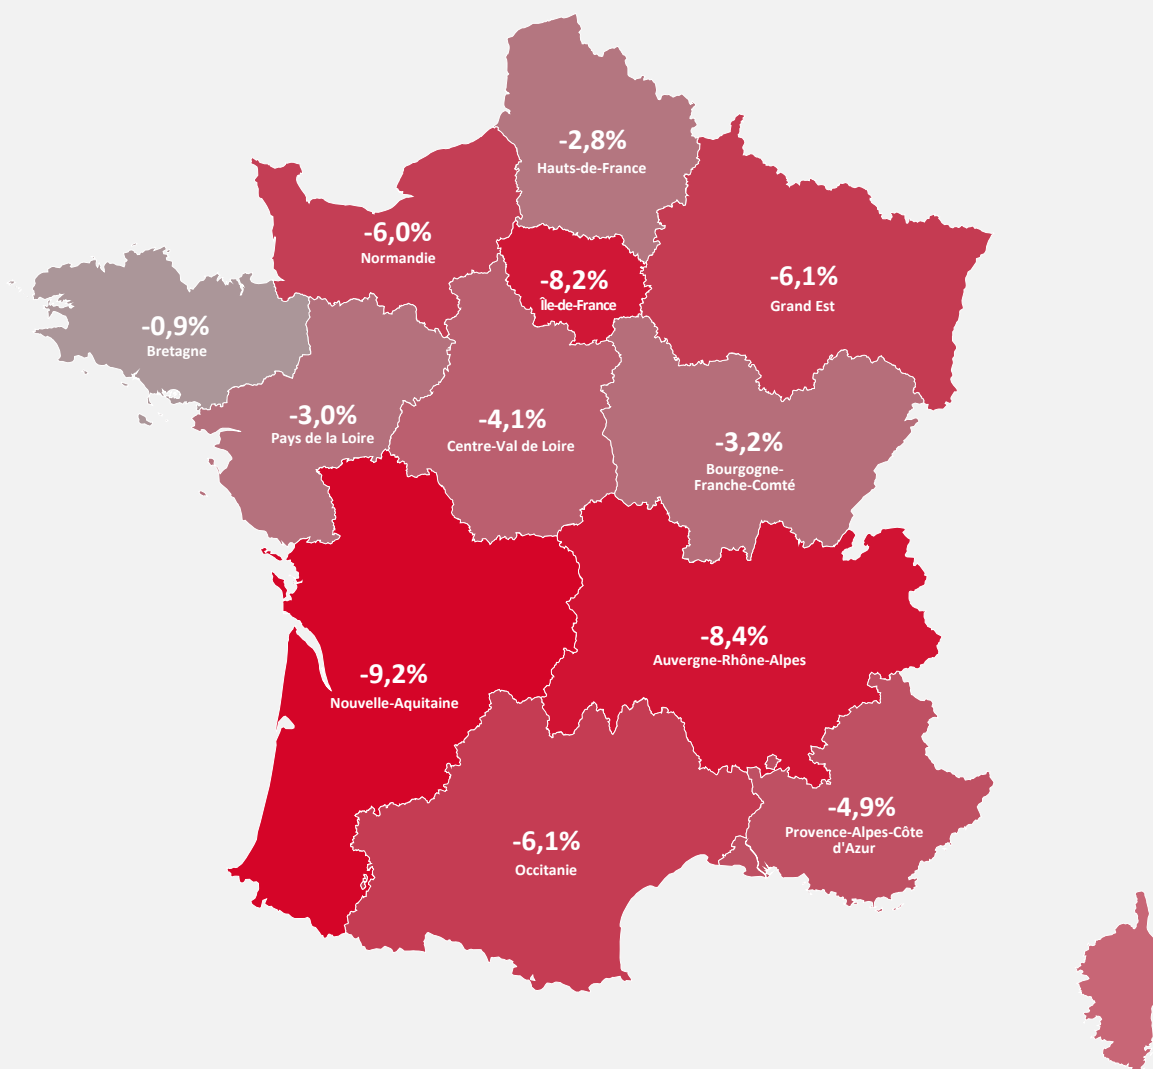 -2,8%
Hauts-de-France
-6,0%
Normandie
-8,2%
Île-de-France
-6,1%
Grand Est
-0,9%
Bretagne
-3,0%
Pays de la Loire
-4,1%
Centre-Val de Loire
-3,2%
Bourgogne-
Franche-Comté
-9,2%
Nouvelle-Aquitaine
-8,4%
Auvergne-Rhône-Alpes
-6,1%
Occitanie
-4,9%
Provence-Alpes-Côte
d'Azur